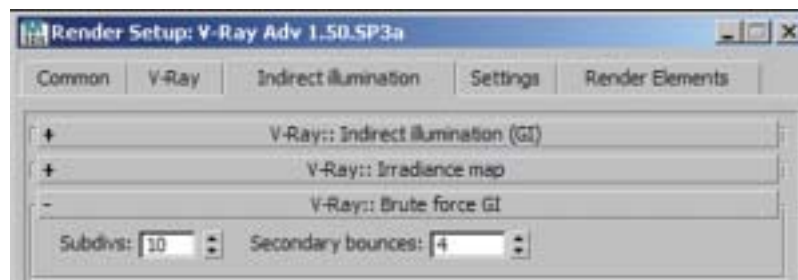 Render Setup: V-Ray Adv 1.50.SP3a
Common V-Ray Indirect illumination Settings Render Elements
+ V-Ray:: Indirect illumination (GI)
+ V-Ray:: Irradiance map
- V-Ray:: Brute force GI
Subdivs: 10 Secondary bounces: 4